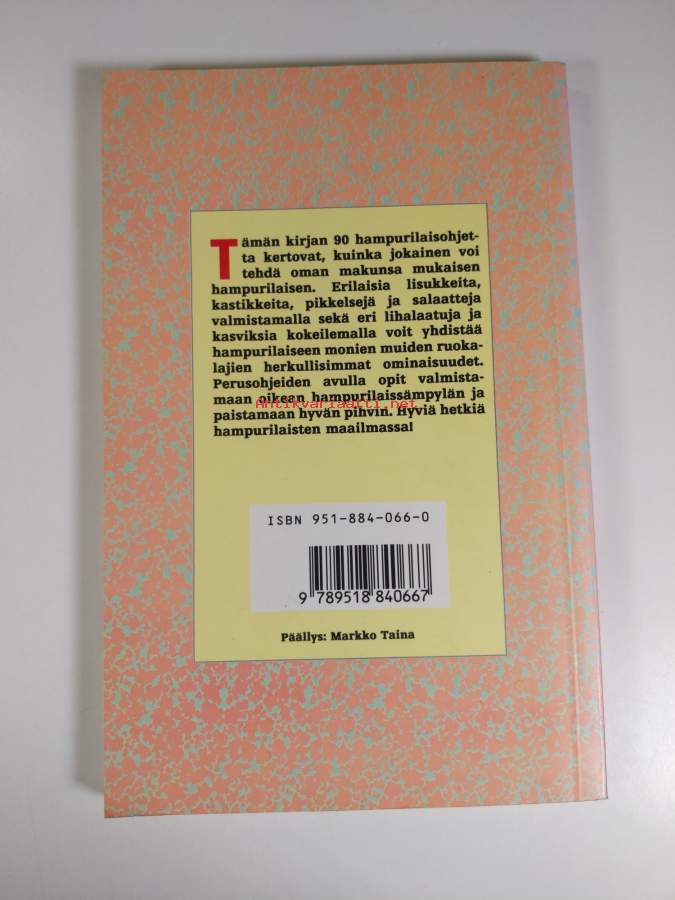 Tämän kirjan 90 hampurilaisohjet-
ta kertovat, kuinka jokainen voi
tehdä oman makunsa mukaisen
hampurilaisen. Erilaisia lisukkeita,
kastikkeita, pikkelsejä ja salaatteja
valmistamalla sekä eri lihalaatuja ja
kasviksia kokeilemalla voit yhdistää
hampurilaiseen monien muiden ruoka-
lajien herkullisimmat ominaisuudet.
Perusohjeiden avulla opit valmista-
maan oikean hampurilaissämpylän ja
Antikvariaatti.net
paistamaan hyvän pihvin. Hyviä hetkiä
hampurilaisten maailmassa!
ISBN 951-884-066-0
9 789518 840667
Päällys: Markko Taina